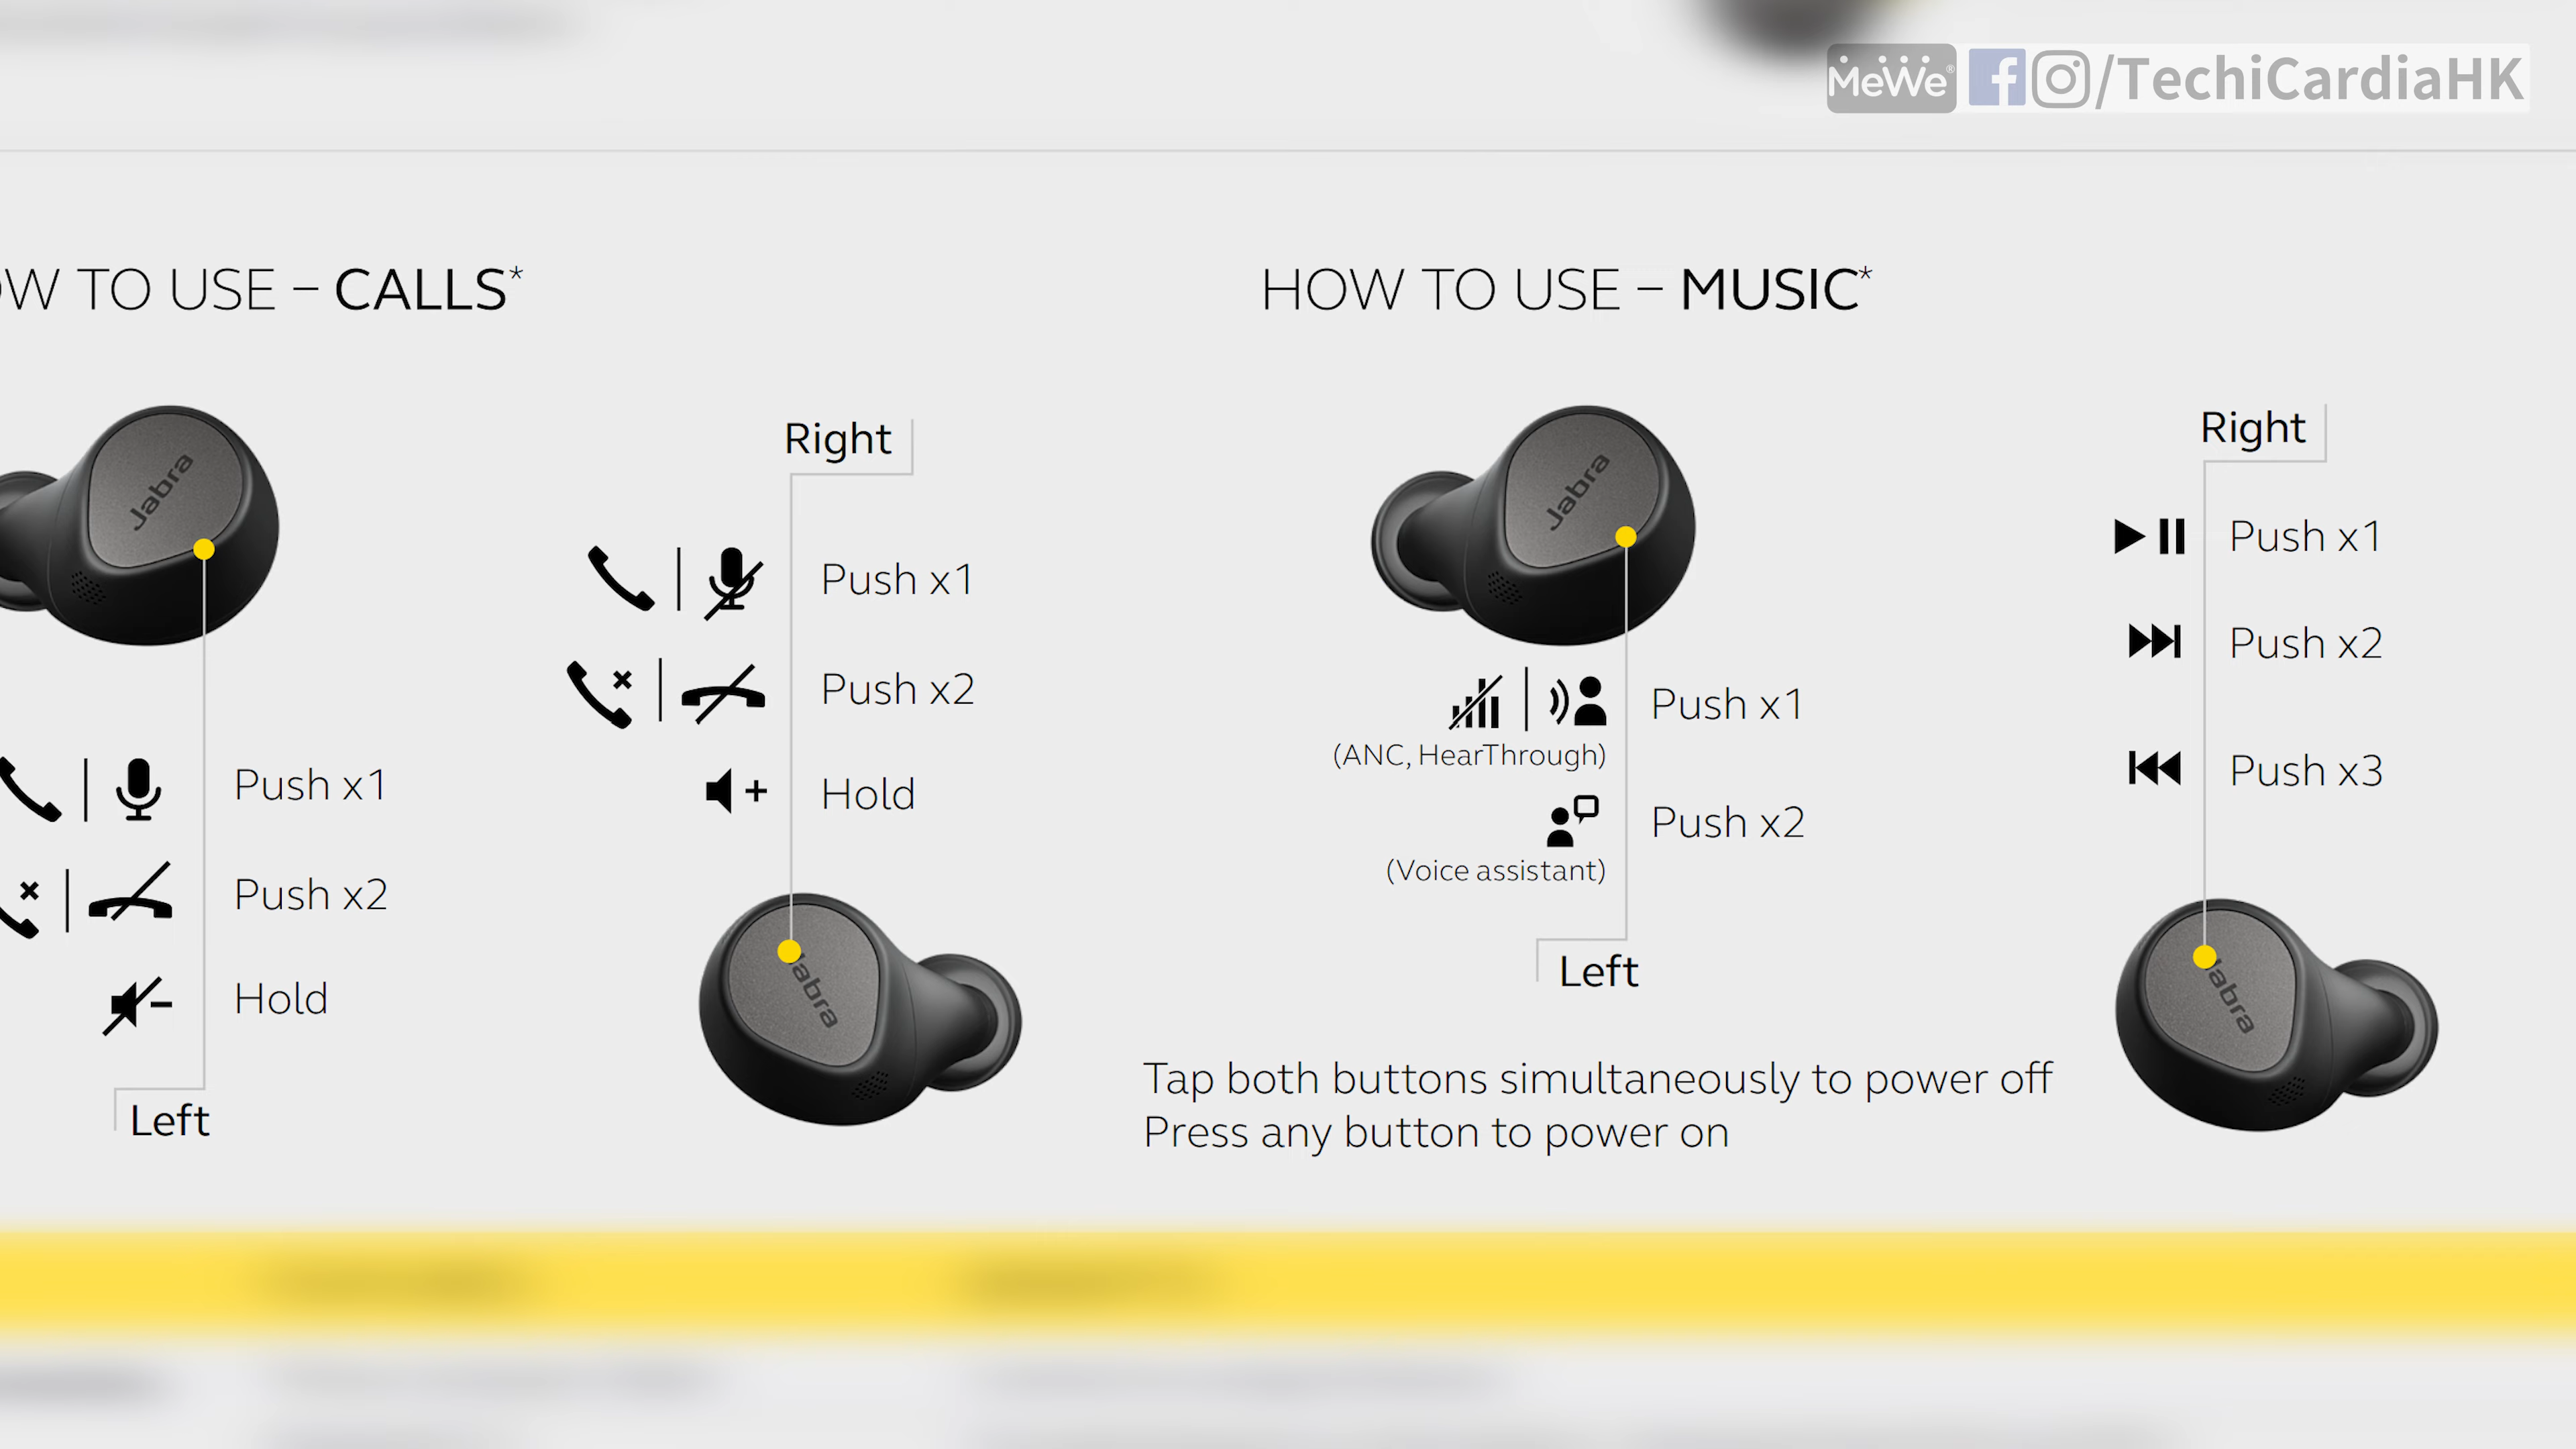 MeWe® f /TechiCardiaHK
OW TO USE – CALLS*
Jabra
Push x1
Push x2
Hold
Left
Right
Push x1
Push x2
Hold
Jabra
HOW TO USE – MUSIC*
Jabra
Push x1
(ANC, HearThrough)
Push x2
(Voice assistant)
Left
Right
Push x1
Push x2
Push x3
Jabra
Tap both buttons simultaneously to power off
Press any button to power on